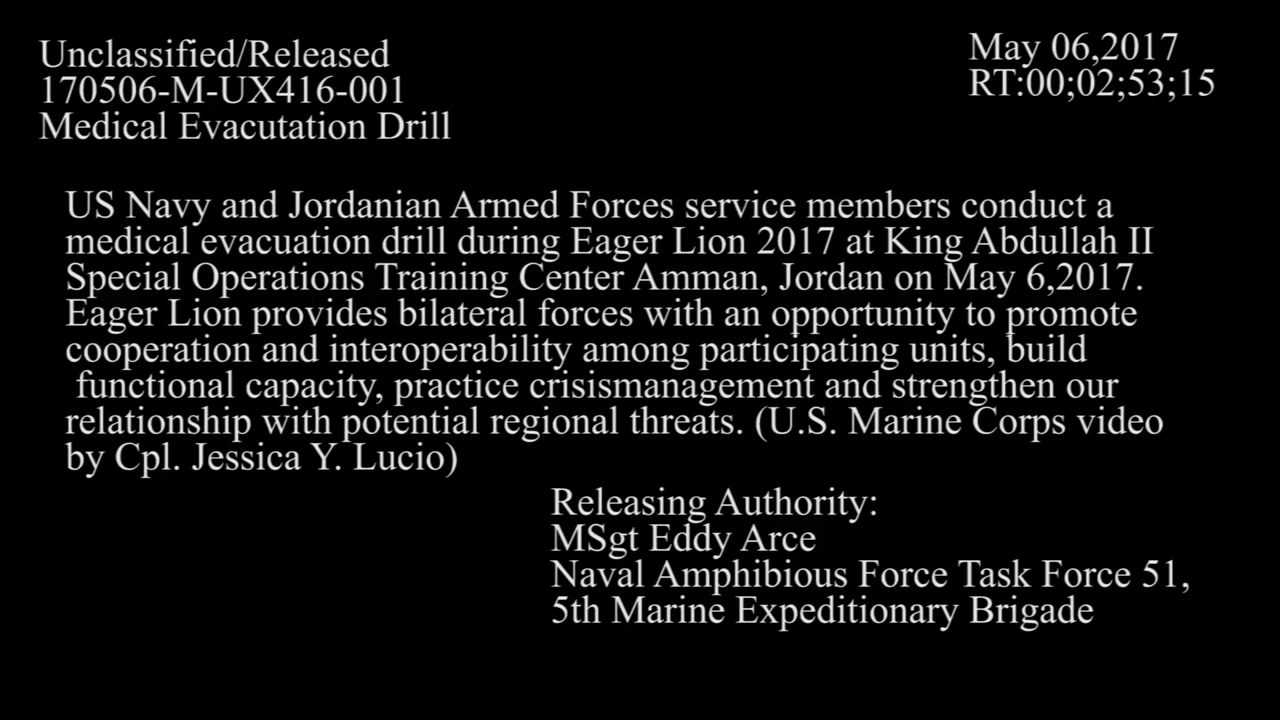 Unclassified/Released
170506-M-UX416-001
Medical Evacutation Drill
May 06,2017
RT:00;02;53;15
US Navy and Jordanian Armed Forces service members conduct a
medical evacuation drill during Eager Lion 2017 at King Abdullah II
Special Operations Training Center Amman, Jordan on May 6,2017.
Eager Lion provides bilateral forces with an opportunity to promote
cooperation and interoperability among participating units, build
functional capacity, practice crisismanagement and strengthen our
relationship with potential regional threats. (U.S. Marine Corps video
by Cpl. Jessica Y. Lucio)
Releasing Authority:
MSgt Eddy Arce
Naval Amphibious Force Task Force 51,
5th Marine Expeditionary Brigade